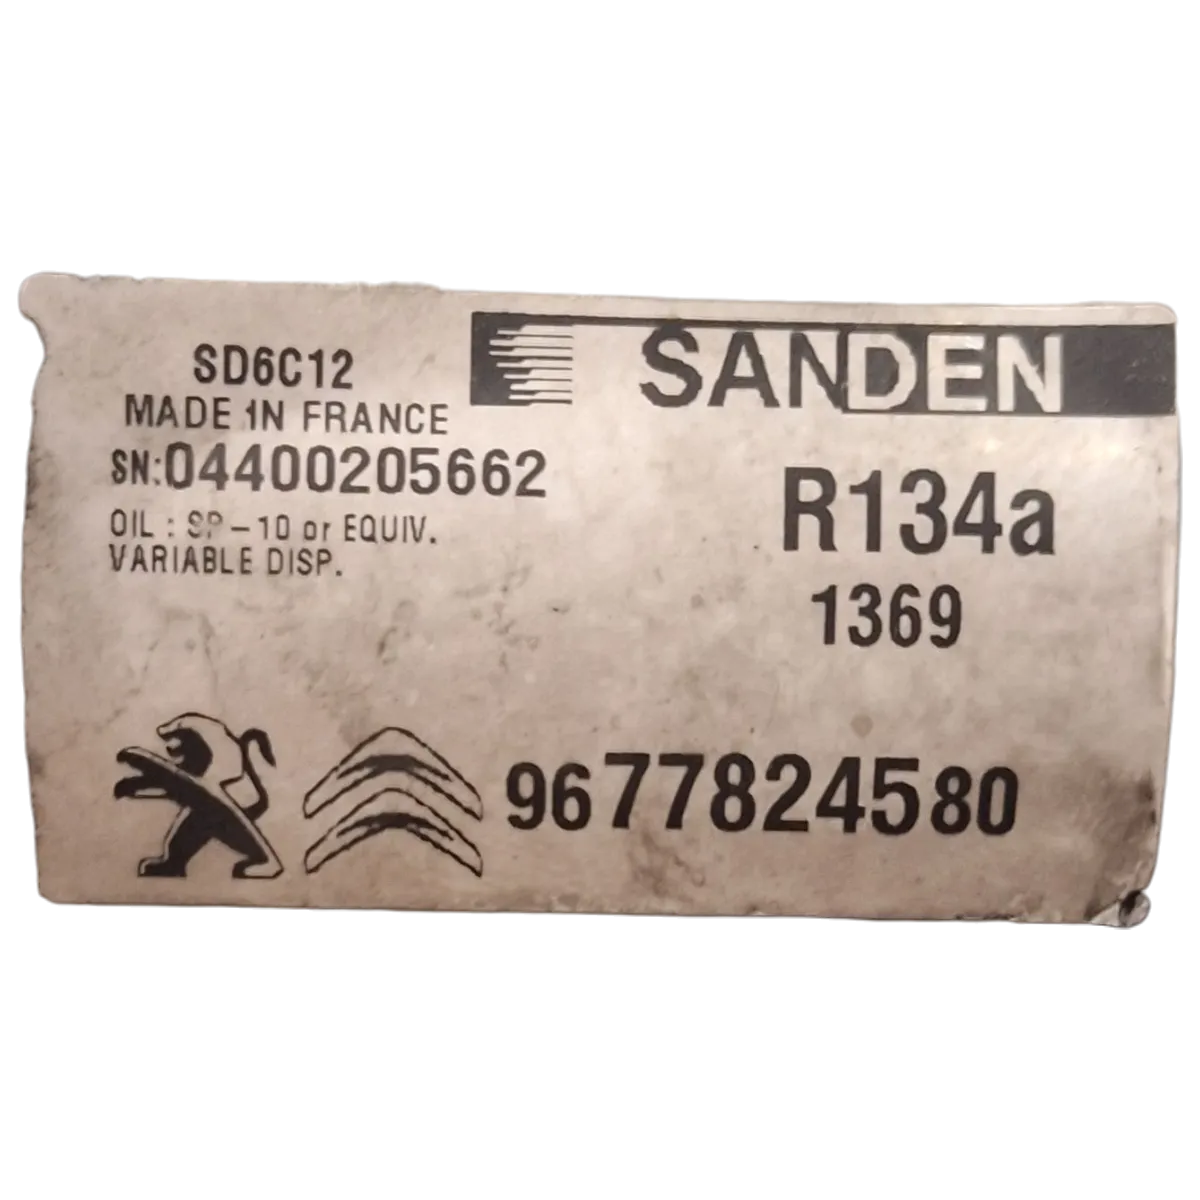 SANDEN
SD6C12
MADE IN FRANCE
SN:04400205662
OIL : SP-10 or EQUIV.
VARIABLE DISP.
R134a
1369
9677824580